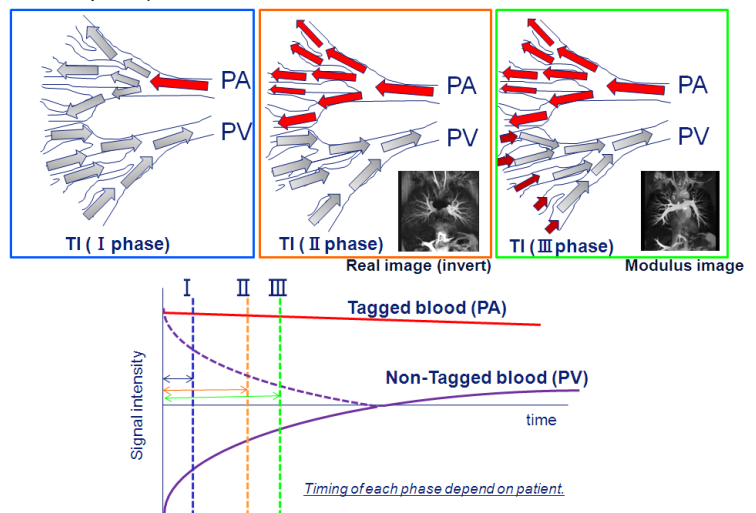 PA
PV
TI ( Ⅰ phase)
PA
PV
TI ( Ⅱ phase)
Real image (invert)
PA
PV
TI (Ⅲ phase)
Modulus image
Ⅰ
Ⅱ
Ⅲ
Tagged blood (PA)
Non-Tagged blood (PV)
time
Signal intensity
Timing of each phase depend on patient.